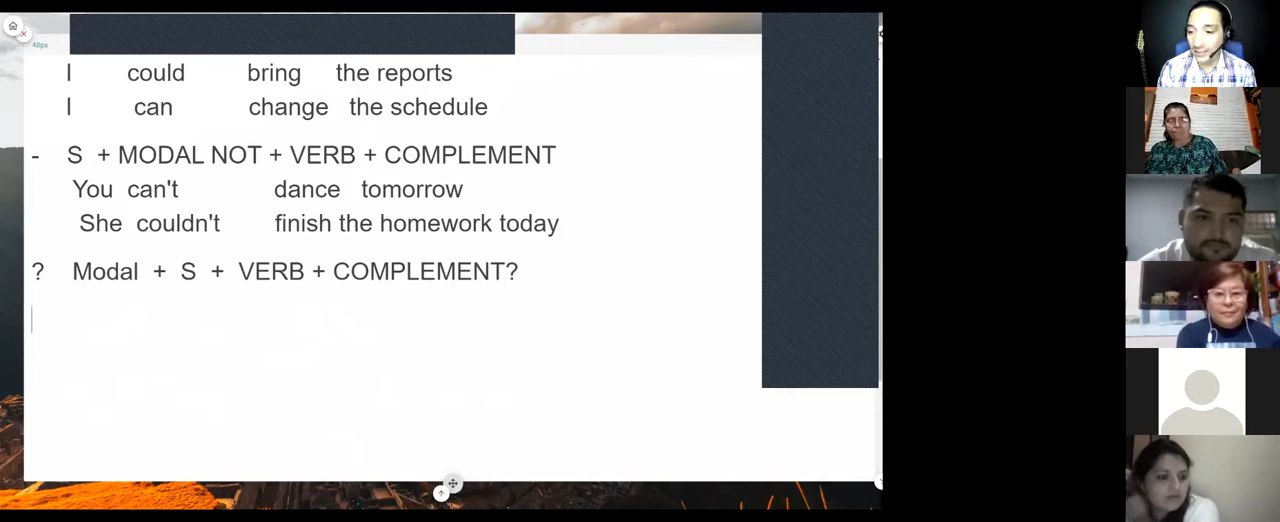 48px
I could bring the reports
I can change the schedule
- S + MODAL NOT + VERB + COMPLEMENT
You can't dance tomorrow
She couldn't finish the homework today
? Modal + S + VERB + COMPLEMENT?